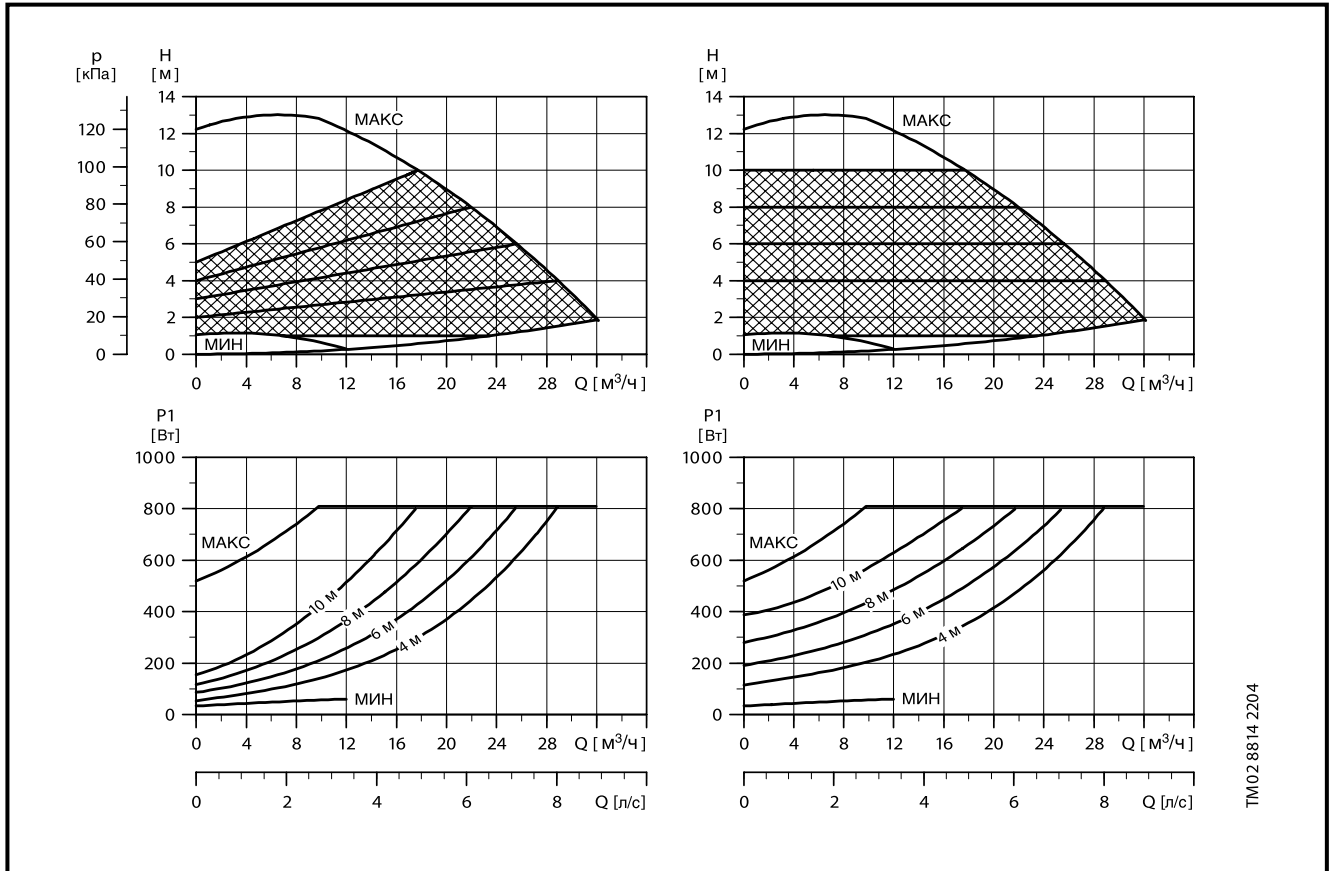 p H
[кПа] [м]
14
12
10
8
6
4
2
0
120
100
80
60
40
20
0
МАКС
МИН
0 4 8 12 16 20 24 28 Q [м³/ч]
H
[м]
14
12
10
8
6
4
2
0
МАКС
МИН
0 4 8 12 16 20 24 28 Q [м³/ч]
P1
[Вт]
1000
800
600
400
200
0
МАКС
10 м
8 м
6 м
4 м
МИН
0 4 8 12 16 20 24 28 Q [м³/ч]
0 2 4 6 8 Q [л/с]
P1
[Вт]
1000
800
600
400
200
0
МАКС
10 м
8 м
6 м
4 м
МИН
0 4 8 12 16 20 24 28 Q [м³/ч]
0 2 4 6 8 Q [л/с]
TM02 8814 2204